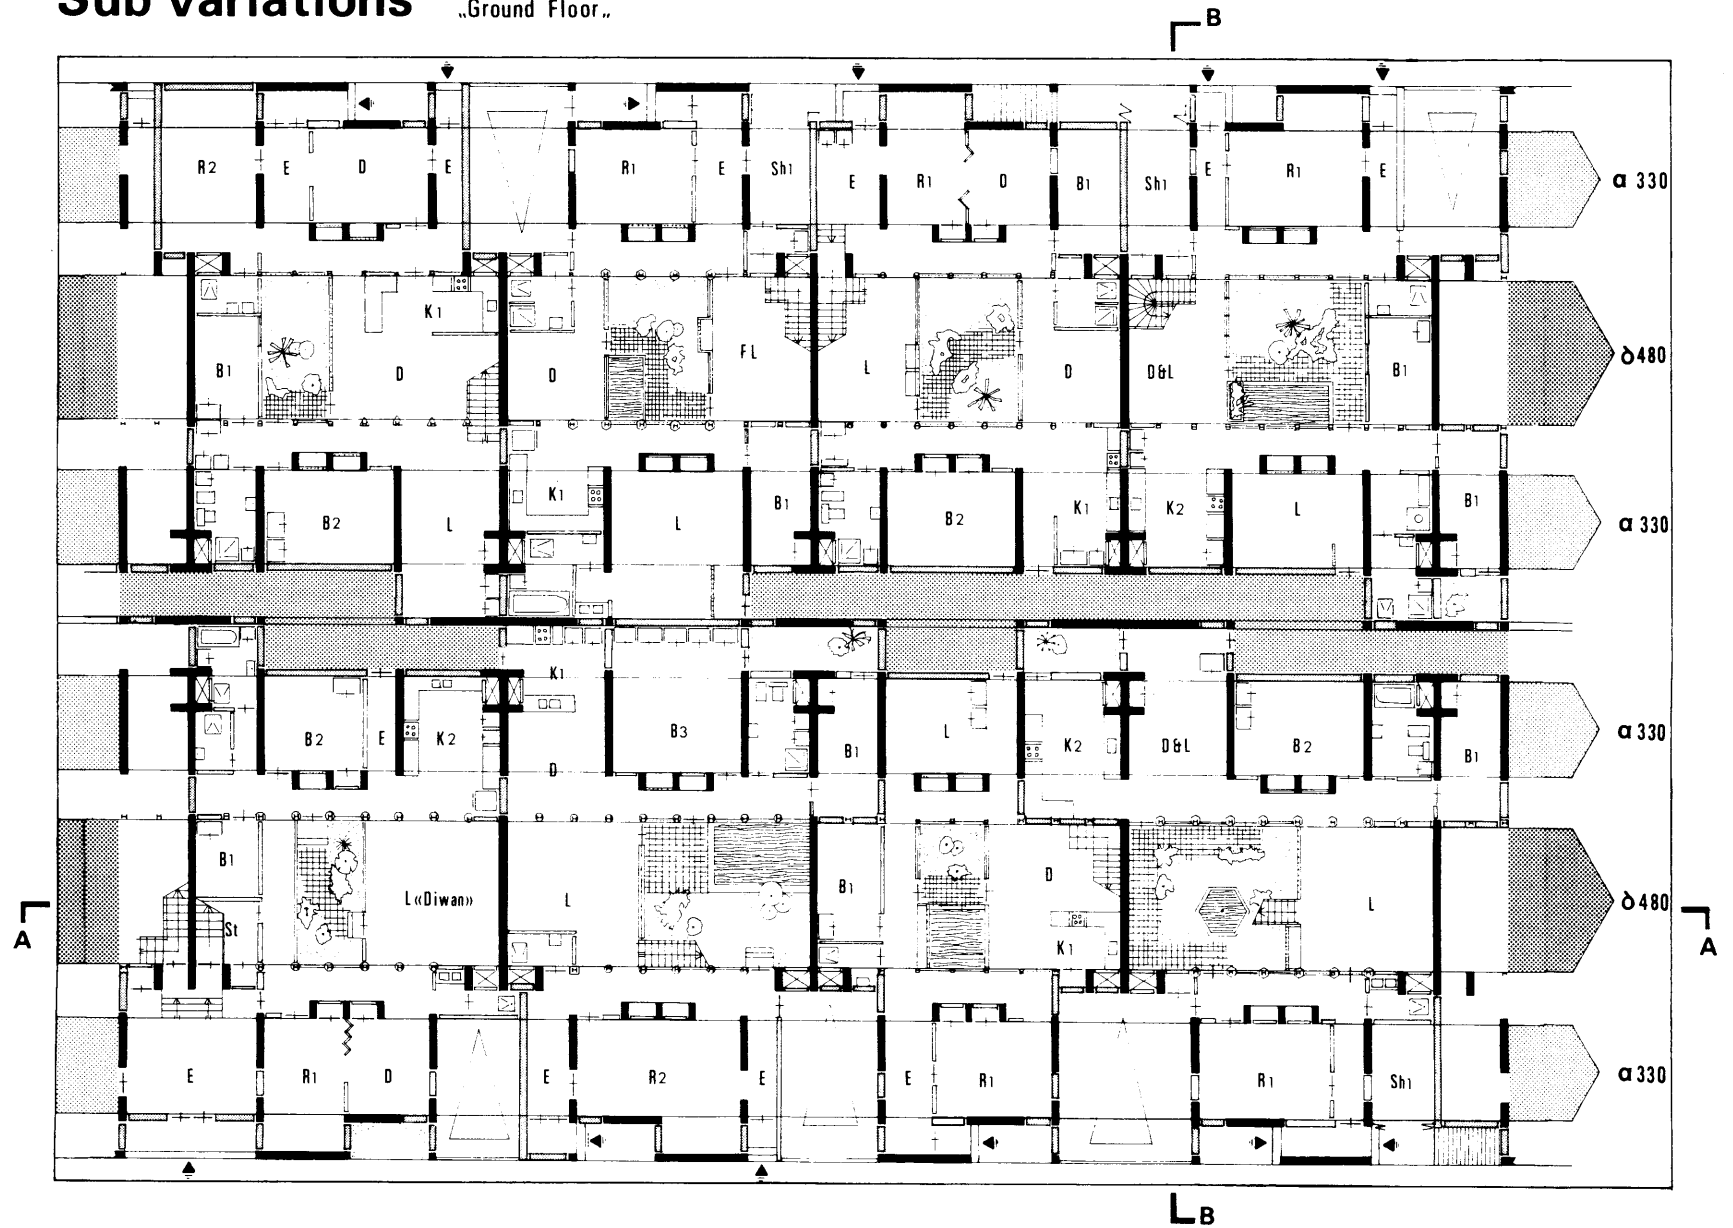 Sub variations „Ground Floor„
B
R2 E D E R1 E Sh1 E R1 D B1 Sh1 E R1 E α 330
K1
B1 D D FL L D D&L B1 δ480
B2 L K1 L B1 B2 K1 K2 L B1 α 330
K1
B2 E K2 D B3 B1 L K2 D&L B2 B1 α 330
B1 L«Diwan» L B1 D L δ480
A St K1 A
E R1 D E R2 E E R1 R1 Sh1 α 330
B